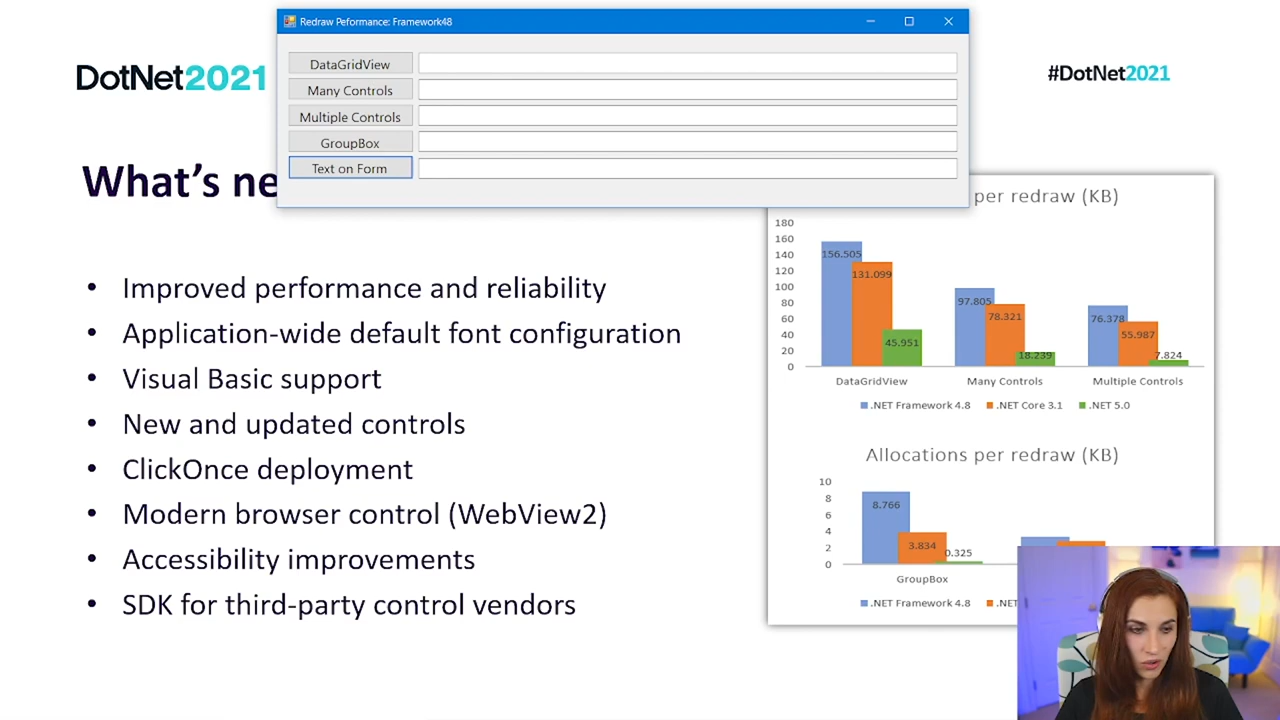 Redraw Peformance: Framework48
DataGridView
Many Controls
Multiple Controls
GroupBox
Text on Form
DotNet2021
#DotNet2021
What's ne
per redraw (KB)
180
160
140
120
100
80
60
40
20
0
156.505
131.099
45.951
97.805
78.321
18.239
76.378
55.987
7.824
DataGridView
Many Controls
Multiple Controls
.NET Framework 4.8
.NET Core 3.1
.NET 5.0
• Improved performance and reliability
• Application-wide default font configuration
• Visual Basic support
• New and updated controls
• ClickOnce deployment
• Modern browser control (WebView2)
• Accessibility improvements
• SDK for third-party control vendors
Allocations per redraw (KB)
10
8
6
4
2
0
8.766
3.834
0.325
GroupBox
.NET Framework 4.8